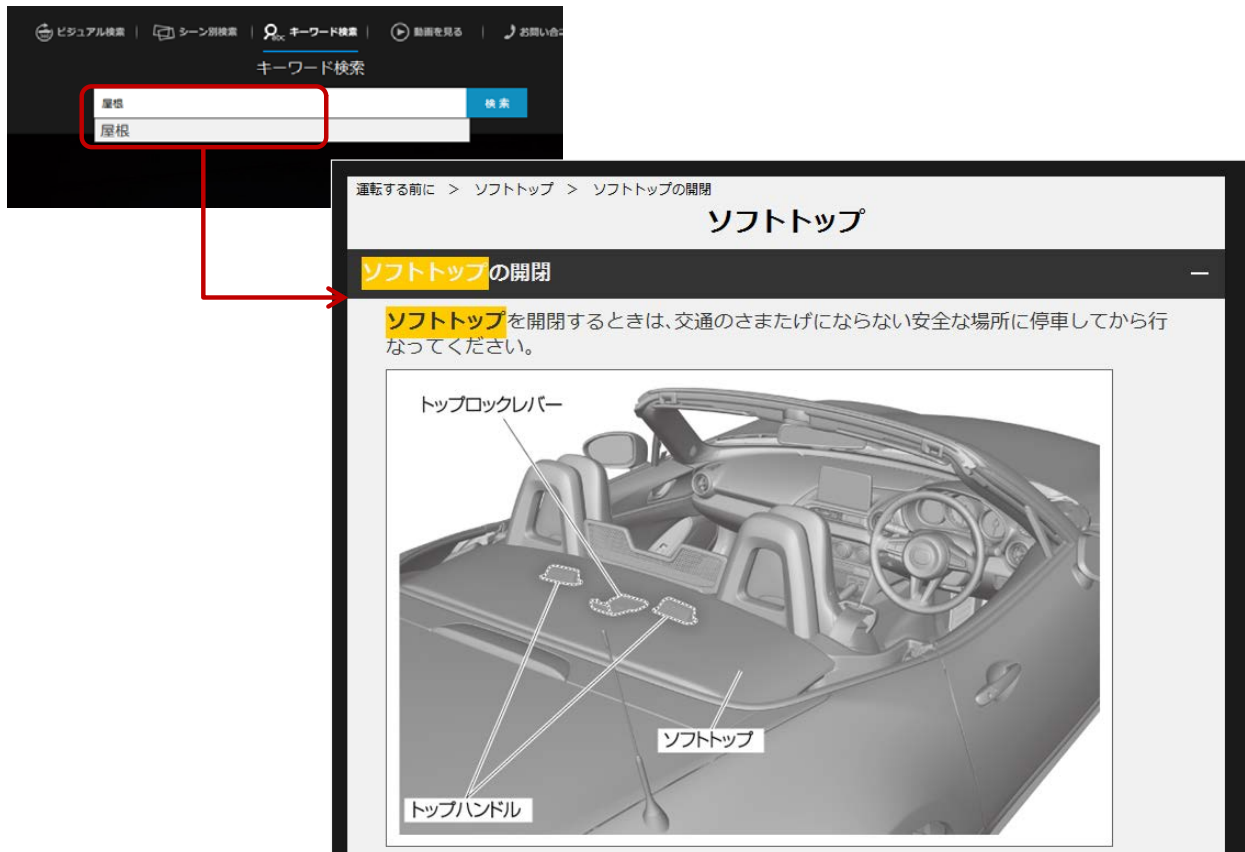 ビジュアル検索 | シーン別検索 | キーワード検索 | 動画を見る | お問い合
キーワード検索
屋根 検索
屋根
運転する前に > ソフトトップ > ソフトトップの開閉
ソフトトップ
ソフトトップの開閉
ソフトトップを開閉するときは、交通のさまたげにならない安全な場所に停車してから行
なってください。
トップロックレバー
ソフトトップ
トップハンドル